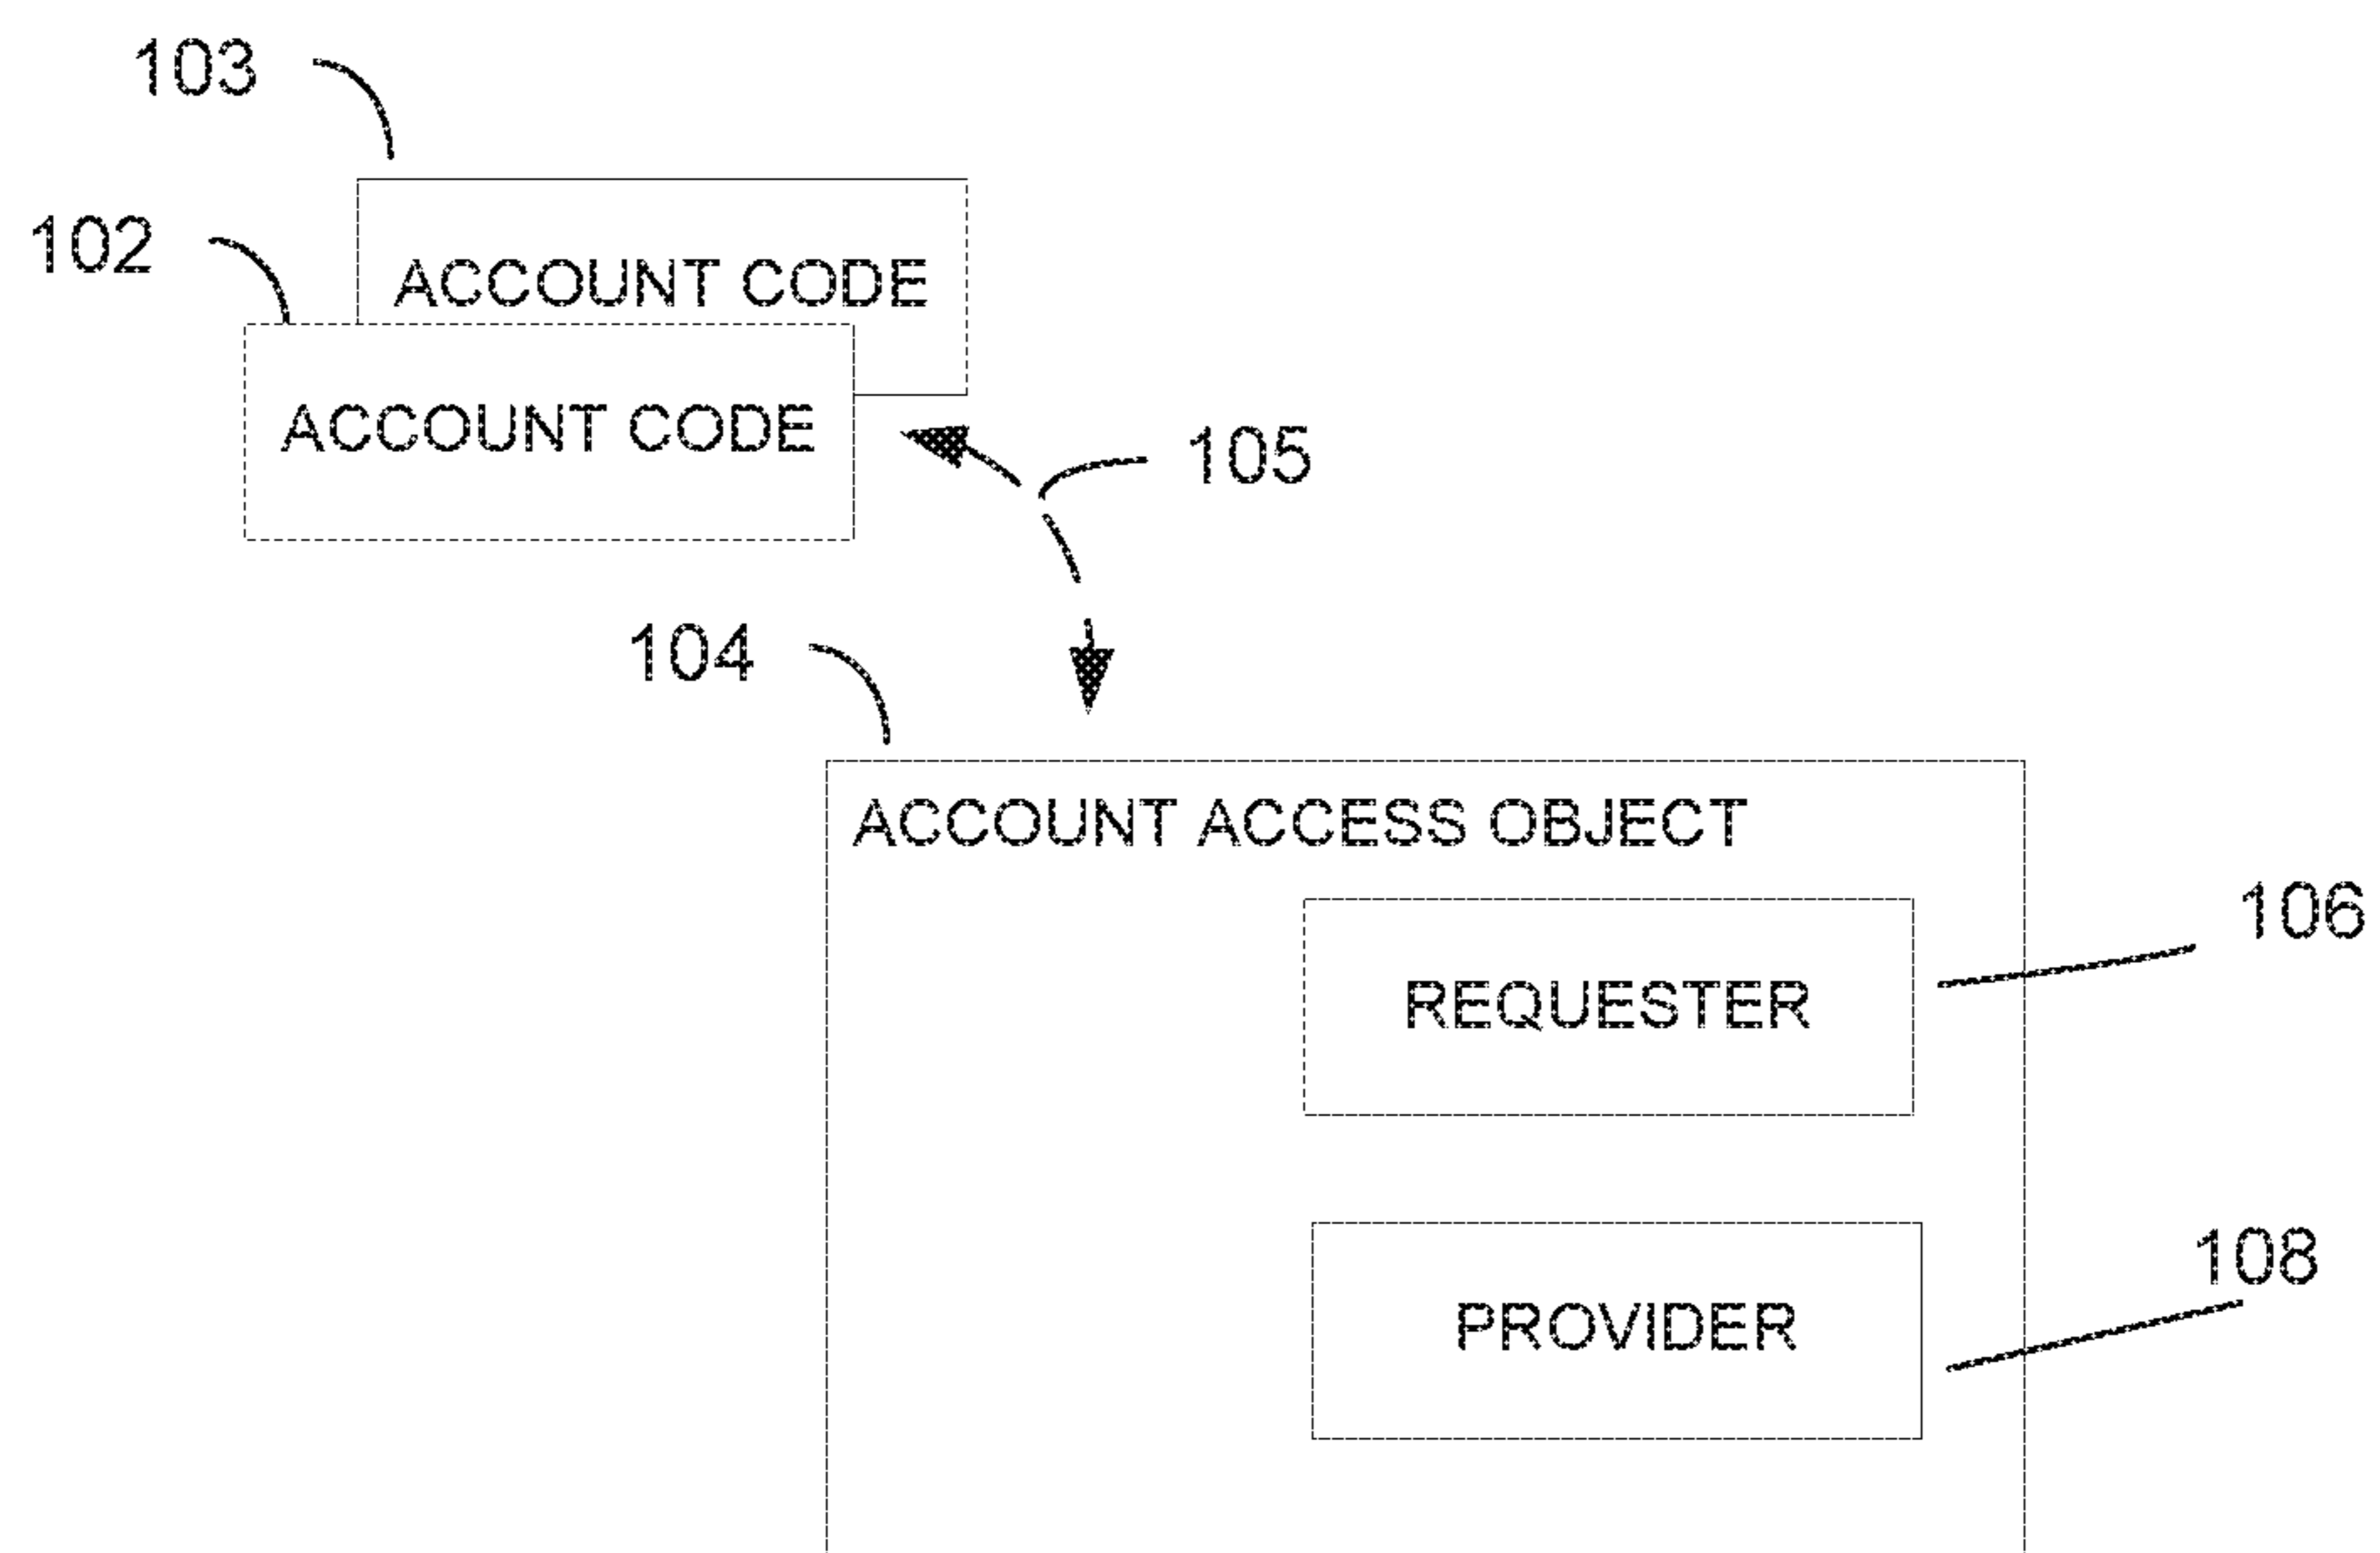 103
102
ACCOUNT CODE
ACCOUNT CODE
105
104
ACCOUNT ACCESS OBJECT
106
REQUESTER
108
PROVIDER